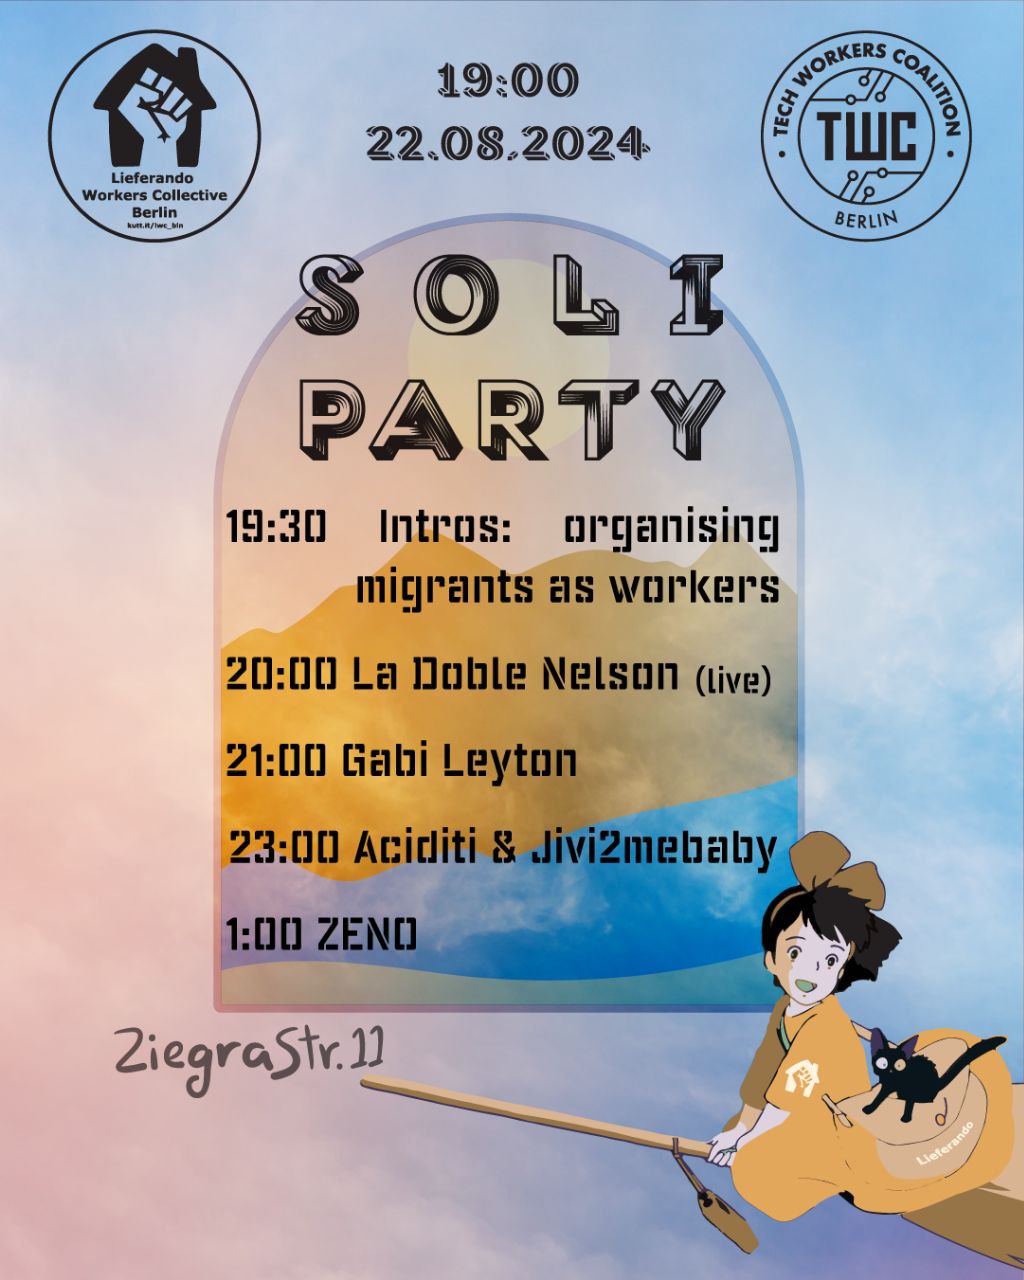 Lieferando
Workers Collective
Berlin
kutt.it/lwc_bln
19:00
22.08.2024
TECH WORKERS COALITION
TWC
BERLIN
SOLI
PARTY
19:30 Intros: organising
migrants as workers
20:00 La Doble Nelson (live)
21:00 Gabi Leyton
23:00 Aciditi & Jivi2mebaby
1:00 ZENO
ZiegraStr.11
Lieferando